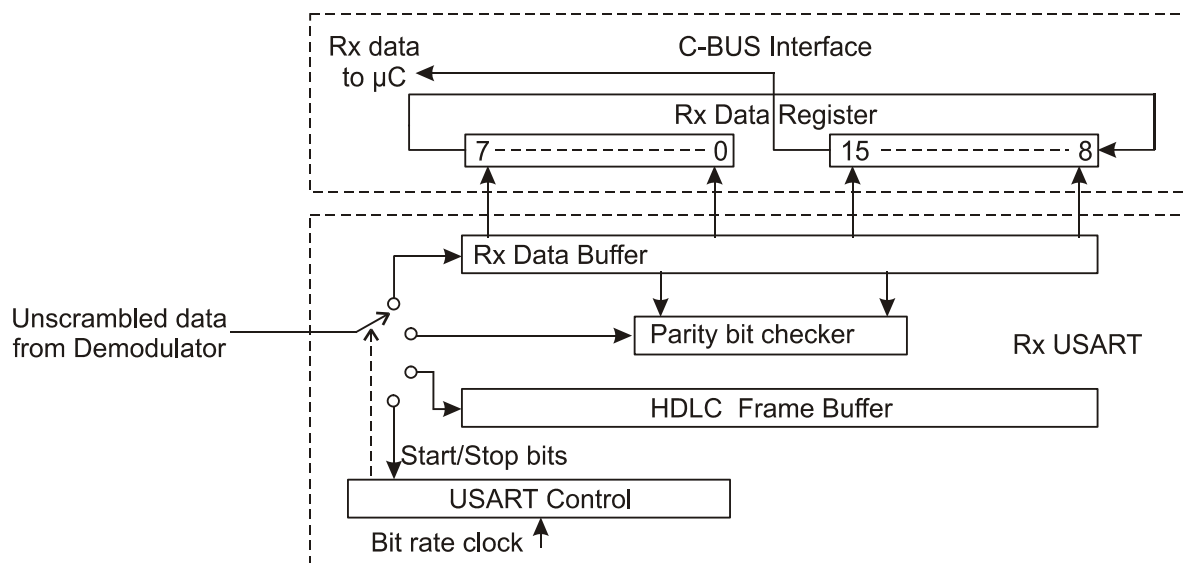 Rx data
to µC
C-BUS Interface
Rx Data Register
7 0 15 8
Rx Data Buffer
Unscrambled data
from Demodulator
Parity bit checker
Rx USART
HDLC Frame Buffer
Start/Stop bits
USART Control
Bit rate clock